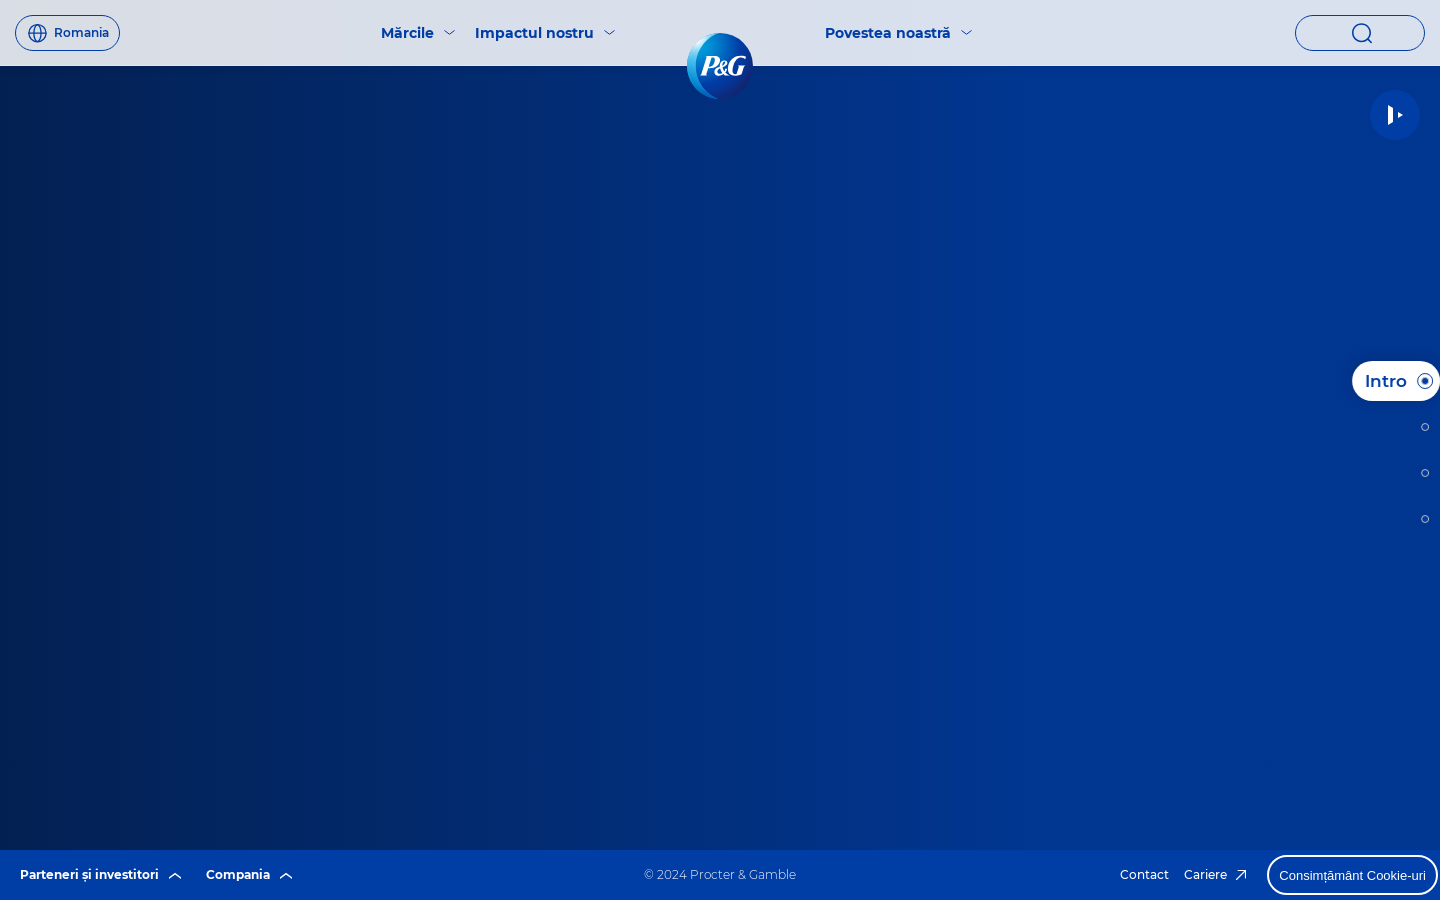 Romania
Mărcile
Impactul nostru
P&G
Povestea noastră
Intro
Parteneri și investitori
Compania
© 2024 Procter & Gamble
Contact
Cariere
Consimțământ Cookie-uri